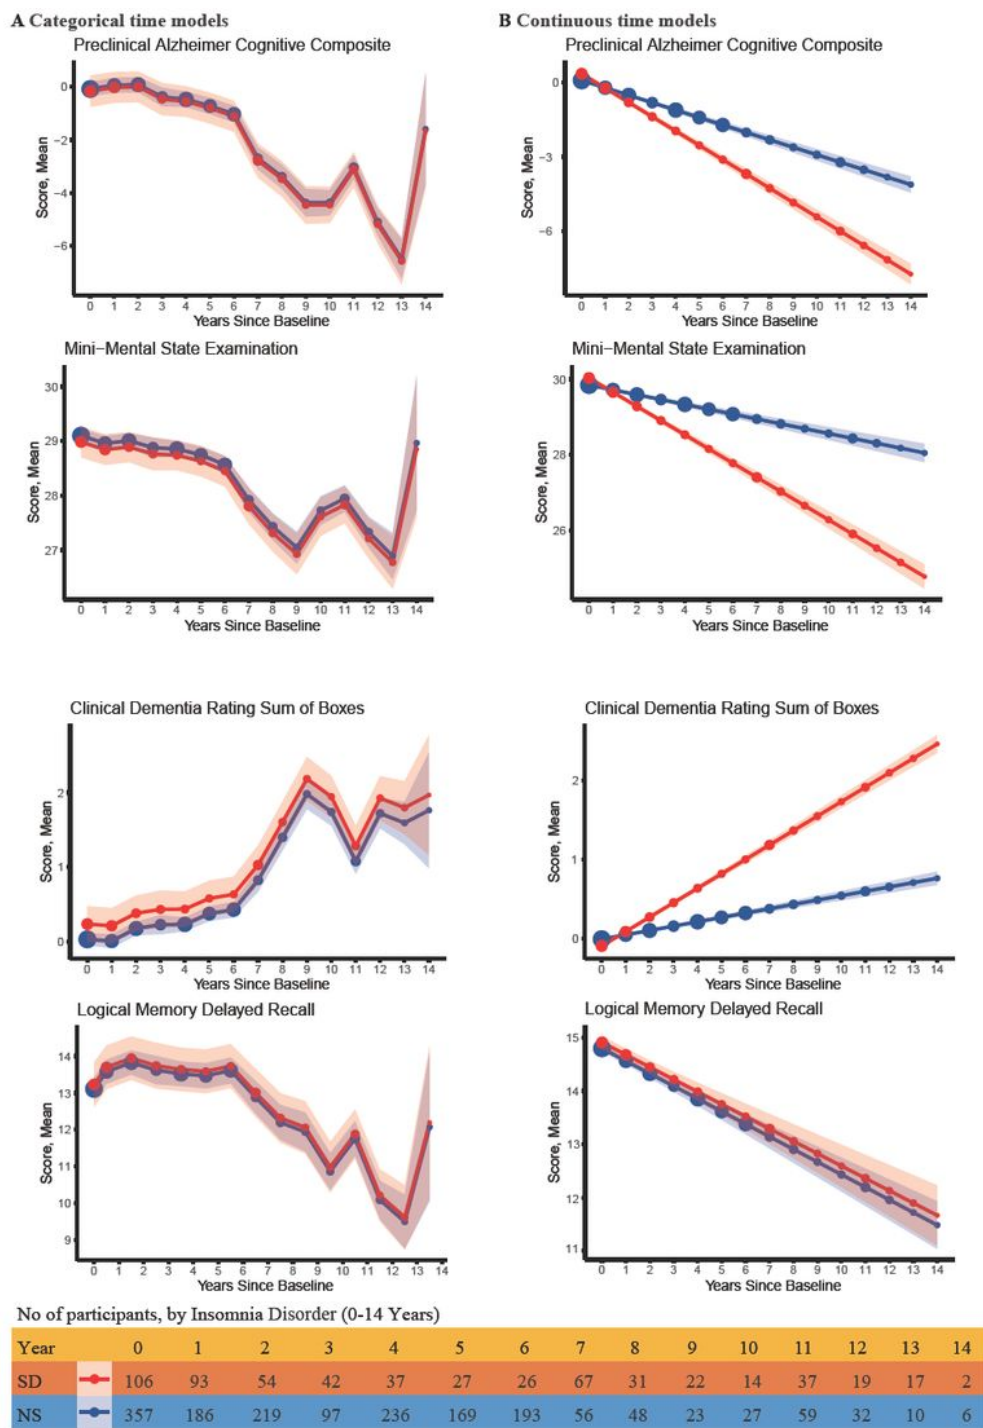 A Categorical time models
B Continuous time models
Preclinical Alzheimer Cognitive Composite
Score, Mean
0
−2
−4
−6
0 1 2 3 4 5 6 7 8 9 10 11 12 13 14
Years Since Baseline
Preclinical Alzheimer Cognitive Composite
Score, Mean
0
−3
−6
0 1 2 3 4 5 6 7 8 9 10 11 12 13 14
Years Since Baseline
Mini−Mental State Examination
Score, Mean
30
29
28
27
0 1 2 3 4 5 6 7 8 9 10 11 12 13 14
Years Since Baseline
Mini−Mental State Examination
Score, Mean
30
28
26
0 1 2 3 4 5 6 7 8 9 10 11 12 13 14
Years Since Baseline
Clinical Dementia Rating Sum of Boxes
Score, Mean
2
1
0
0 1 2 3 4 5 6 7 8 9 10 11 12 13 14
Years Since Baseline
Clinical Dementia Rating Sum of Boxes
Score, Mean
2
1
0
0 1 2 3 4 5 6 7 8 9 10 11 12 13 14
Years Since Baseline
Logical Memory Delayed Recall
Score, Mean
14
13
12
11
10
9
0 1 2 3 4 5 6 7 8 9 10 11 12 13 14
Years Since Baseline
Logical Memory Delayed Recall
Score, Mean
15
14
13
12
11
0 1 2 3 4 5 6 7 8 9 10 11 12 13 14
Years Since Baseline
No of participants, by Insomnia Disorder (0-14 Years)
Year 0 1 2 3 4 5 6 7 8 9 10 11 12 13 14
SD 106 93 54 42 37 27 26 67 31 22 14 37 19 17 2
NS 357 186 219 97 236 169 193 56 48 23 27 59 32 10 6